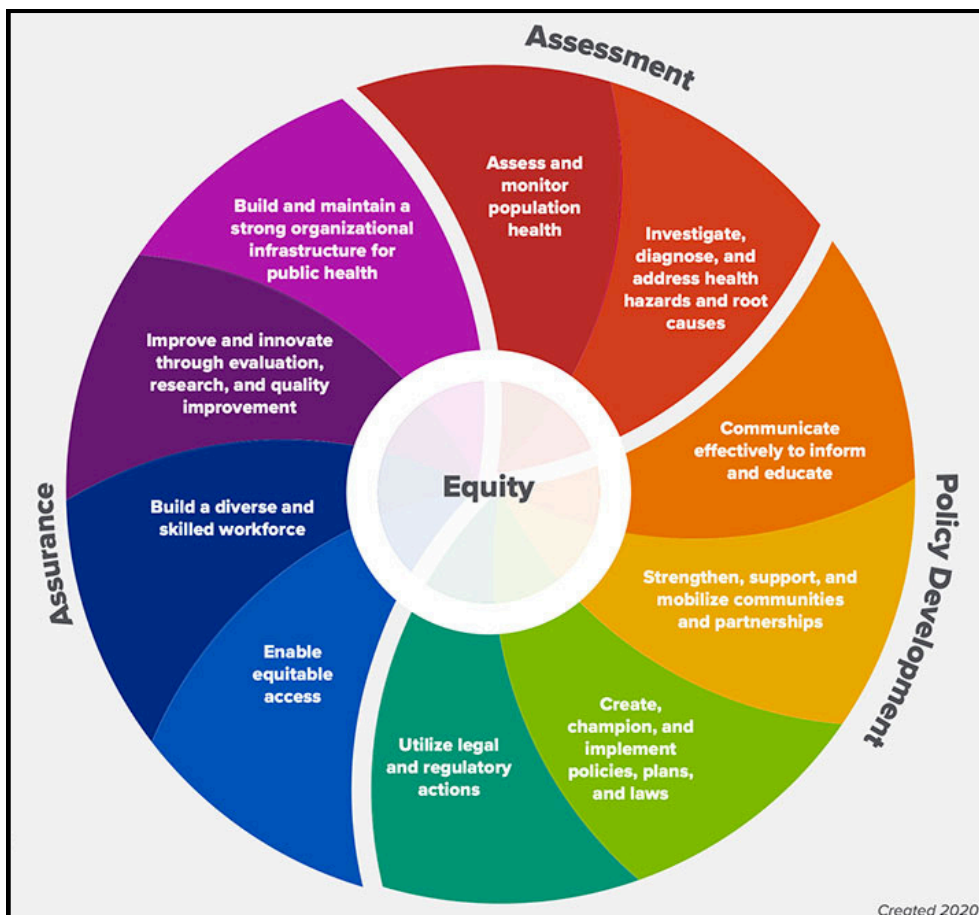 Assessment
Assess and
monitor
population
health
Investigate,
diagnose, and
address health
hazards and root
causes
Communicate
effectively to inform
and educate
Policy Development
Strengthen, support, and
mobilize communities
and partnerships
Create,
champion, and
implement
policies, plans,
and laws
Utilize legal
and regulatory
actions
Enable
equitable
access
Assurance
Build a diverse and
skilled workforce
Improve and innovate
through evaluation,
research, and quality
improvement
Build and maintain a
strong organizational
infrastructure for
public health
Equity
Created 2020